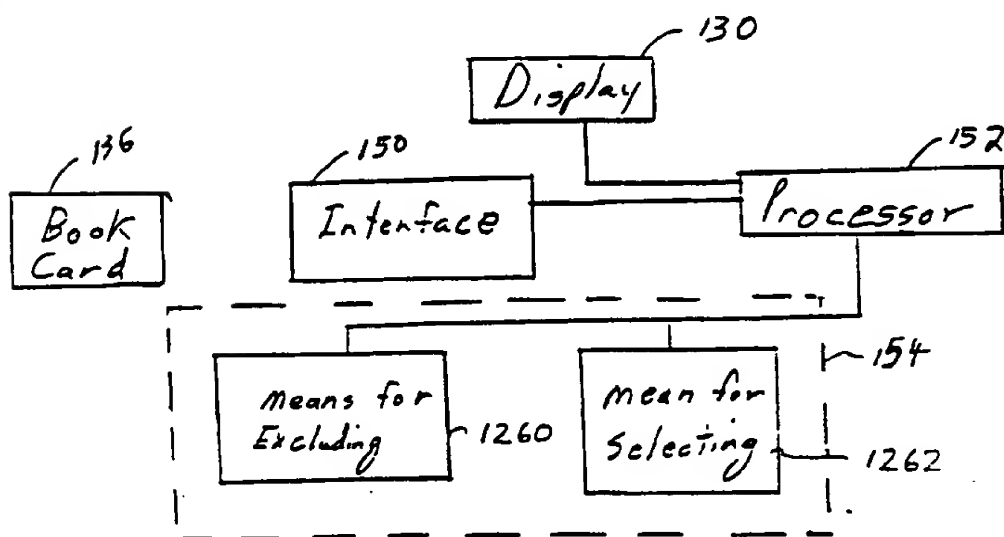 130
Display
136
150
152
Book
Card
Interface
Processor
154
means for
Excluding
1260
mean for
Selecting
1262